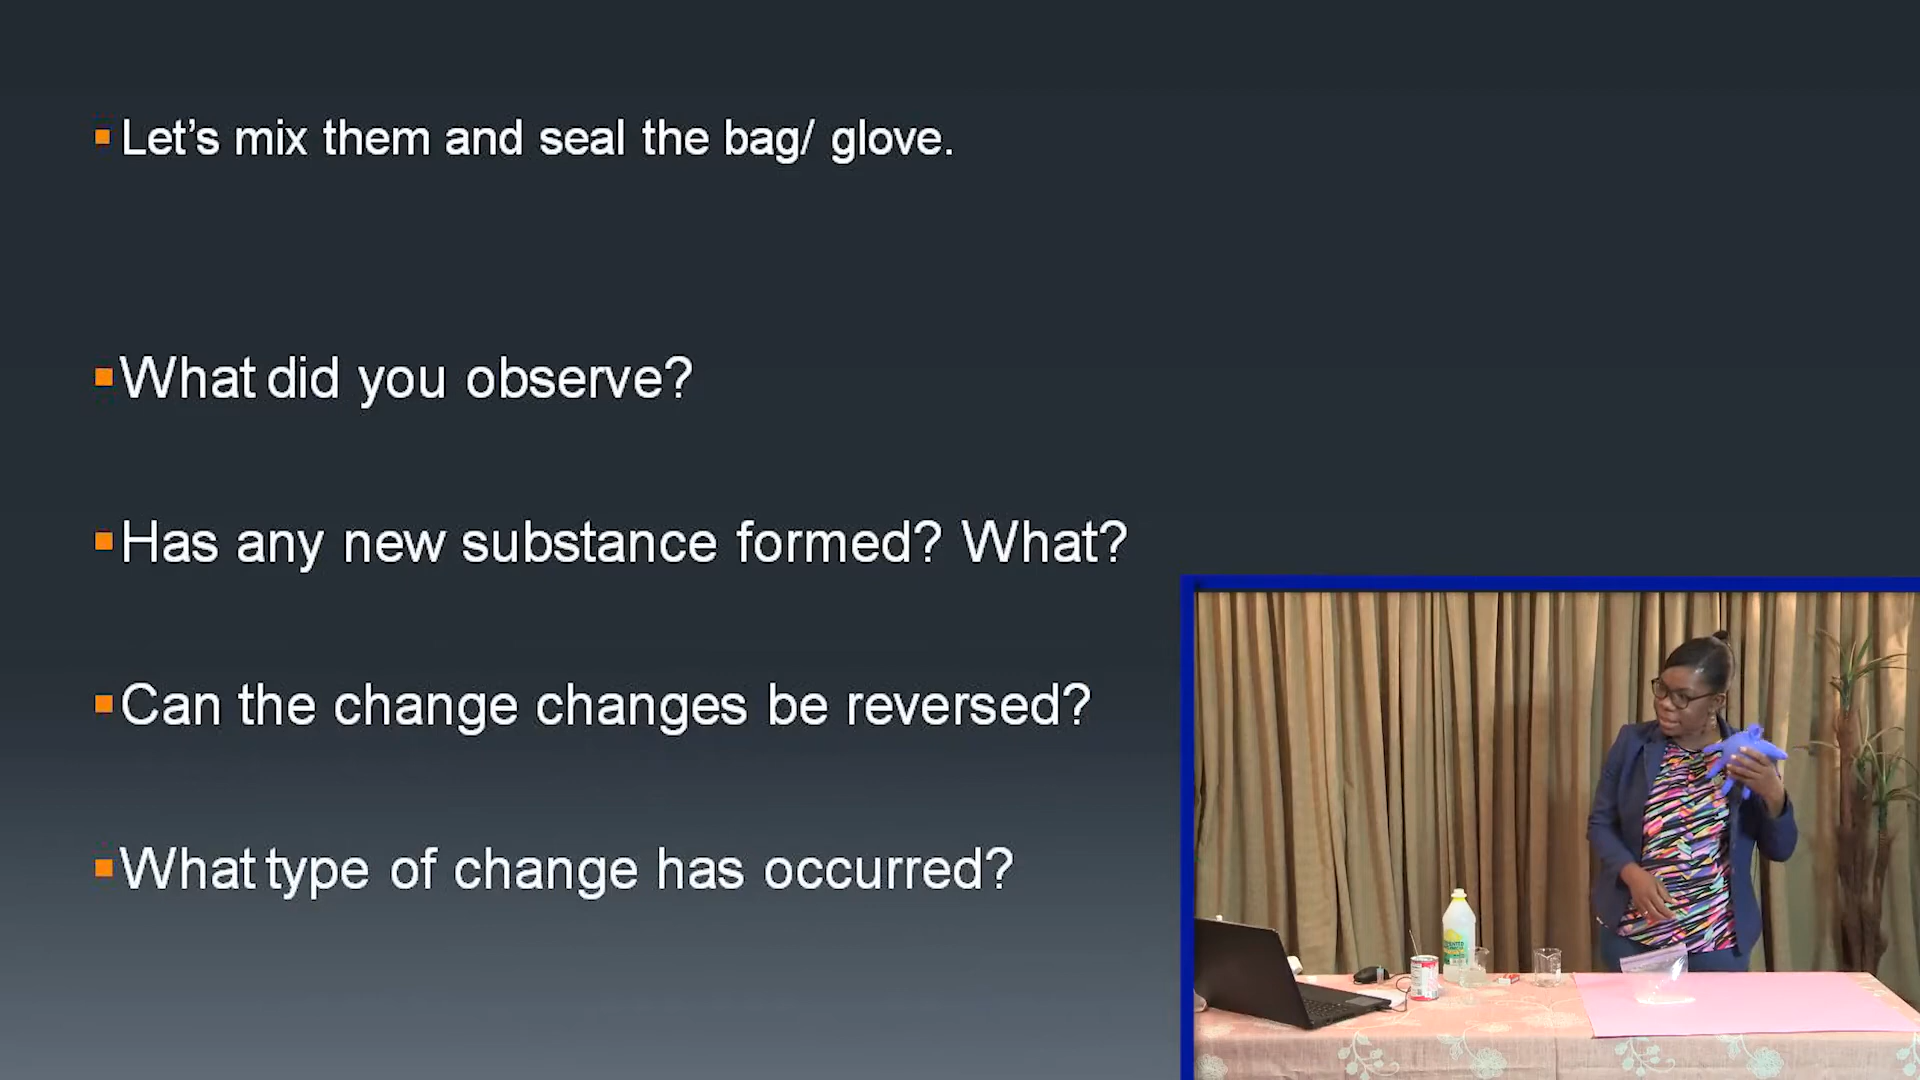 Let's mix them and seal the bag/ glove.
What did you observe?
Has any new substance formed? What?
Can the change changes be reversed?
What type of change has occurred?